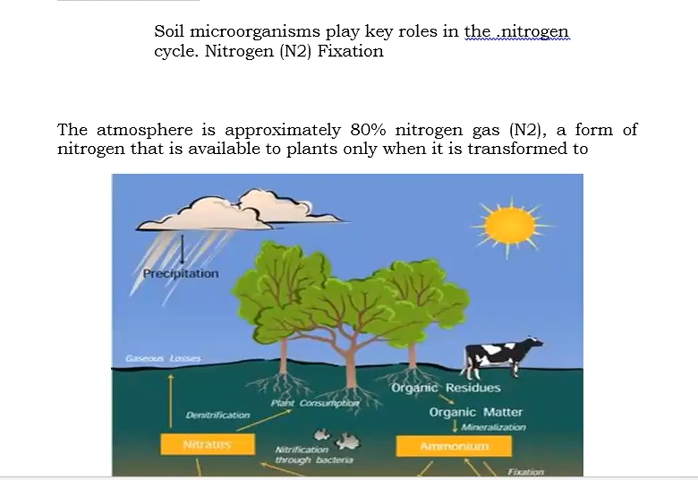 Soil microorganisms play key roles in the .nitrogen
cycle. Nitrogen (N2) Fixation
The atmosphere is approximately 80% nitrogen gas (N2), a form of
nitrogen that is available to plants only when it is transformed to
Precipitation
Gaseous Losses
Organic Residues
Plant Consumption
Organic Matter
Denitrification
Mineralization
Nitrates
Ammonium
Nitrification
through bacteria
Fixation